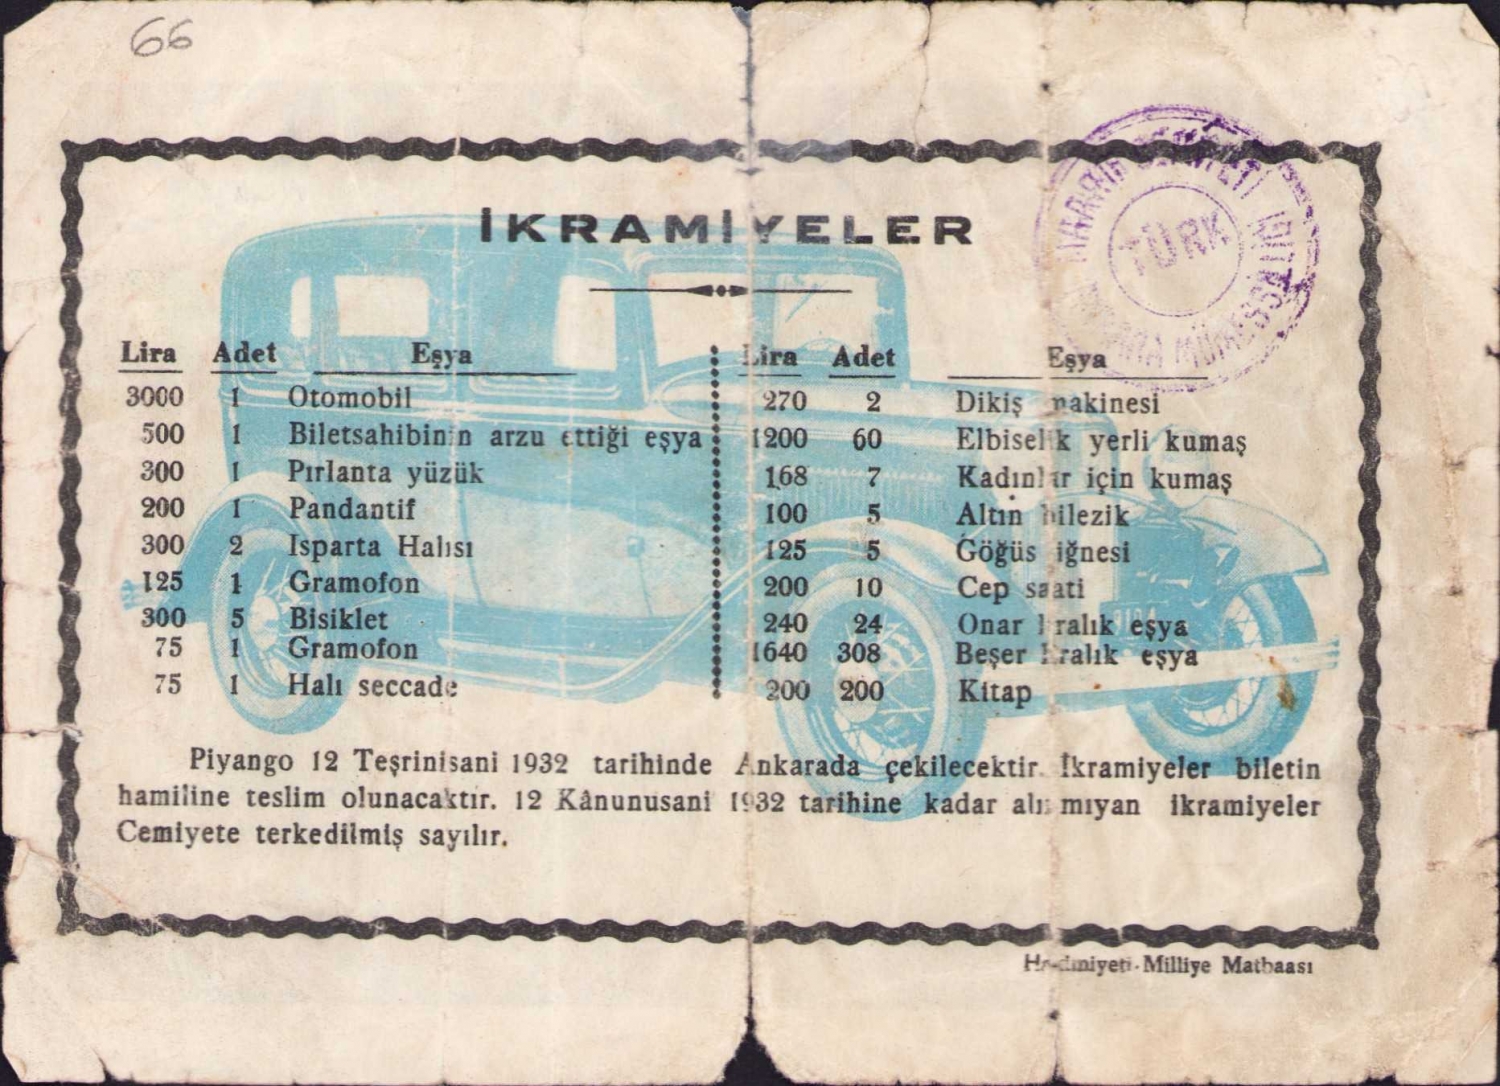 66
İKRAMİYELER
Lira Adet Eşya
3000 1 Otomobil
500 1 Biletsahibinin arzu ettiği eşya
300 1 Pırlanta yüzük
200 1 Pandantif
300 2 Isparta Halısı
125 1 Gramofon
300 5 Bisiklet
75 1 Gramofon
75 1 Halı seccade
Lira Adet Eşya
270 2 Dikiş makinesi
1200 60 Elbiselik yerli kumaş
168 7 Kadınlar için kumaş
100 5 Altın bilezik
125 5 Göğüs iğnesi
200 10 Cep saati
240 24 Onar liralık eşya
1640 308 Beşer liralık eşya
200 200 Kitap
Piyango 12 Teşrinisani 1932 tarihinde Ankarada çekilecektir. İkramiyeler biletin
hamiline teslim olunacaktır. 12 Kânunusani 1932 tarihine kadar alınmıyan ikramiyeler
Cemiyete terkedilmiş sayılır.
Hakimiyeti Milliye Matbaası
TÜRK